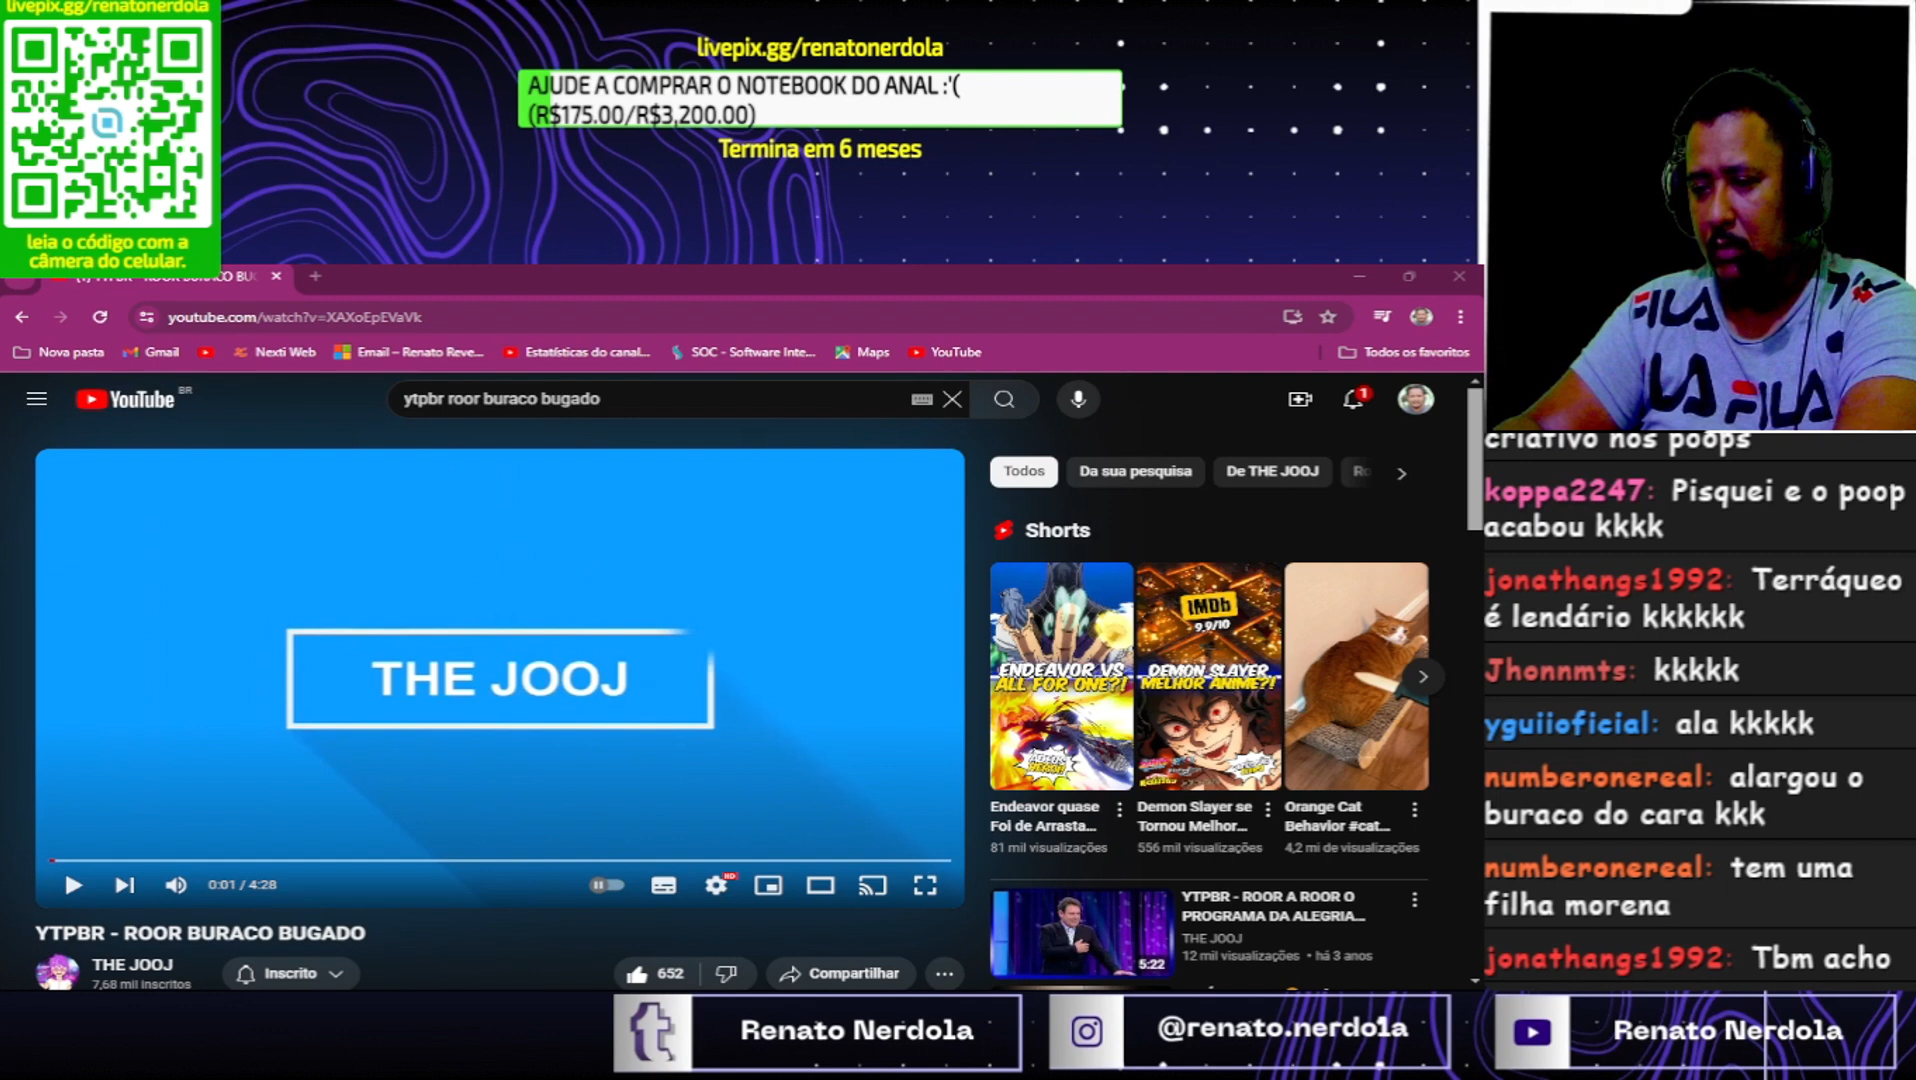 livepix.gg/renatonerdola
leia o código com a
câmera do celular.
livepix.gg/renatonerdola
AJUDE A COMPRAR O NOTEBOOK DO ANAL :'(
(R$175.00/R$3,200.00)
Termina em 6 meses
youtube.com/watch?v=XAXoEpEVaVk
Nova pasta
Gmail
Nexti Web
Email – Renato Reve...
Estatísticas do canal...
SOC - Software Inte...
Maps
YouTube
Todos os favoritos
YouTube BR
ytpbr roor buraco bugado
1
THE JOOJ
0:01 / 4:28
HD
YTPBR - ROOR BURACO BUGADO
THE JOOJ
7,68 mil inscritos
Inscrito
652
Compartilhar
Todos
Da sua pesquisa
De THE JOOJ
Shorts
ENDEAVOR VS
ALL FOR ONE?!
IMDb
9,9/10
DEMON SLAYER
MELHOR ANIME?!
Endeavor quase
Foi de Arrasta...
81 mil visualizações
Demon Slayer se
Tornou Melhor...
556 mil visualizações
Orange Cat
Behavior #cat...
4,2 mi de visualizações
5:22
YTPBR - ROOR A ROOR O
PROGRAMA DA ALEGRIA...
THE JOOJ
12 mil visualizações • há 3 anos
FILA
FILA
criativo nos poops
koppa2247: Pisquei e o poop
acabou kkkk
jonathangs1992: Terráqueo
é lendário kkkkkk
Jhonnmts: kkkkk
yguiioficial: ala kkkkk
numberonereal: alargou o
buraco do cara kkk
numberonereal: tem uma
filha morena
jonathangs1992: Tbm acho
Renato Nerdola
@renato.nerdola
Renato Nerdola